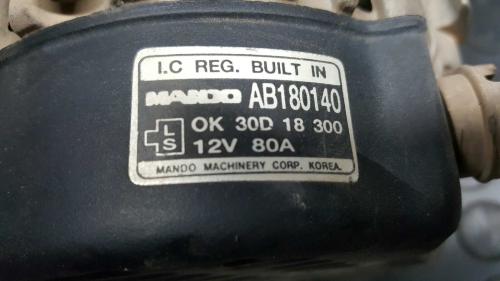 I.C REG. BUILT IN
MANDO AB180140
L S OK 30D 18 300
12V 80A
MANDO MACHINERY CORP. KOREA.